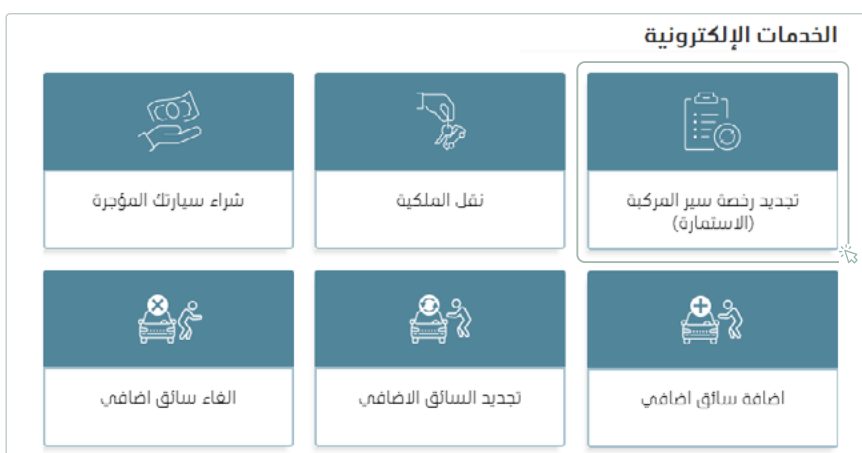 الخدمات الإلكترونية
تجديد رخصة سير المركبة
(الاستمارة)
نقل الملكية
شراء سيارتك المؤجرة
اضافة سائق اضافي
تجديد السائق الاضافي
الغاء سائق اضافي